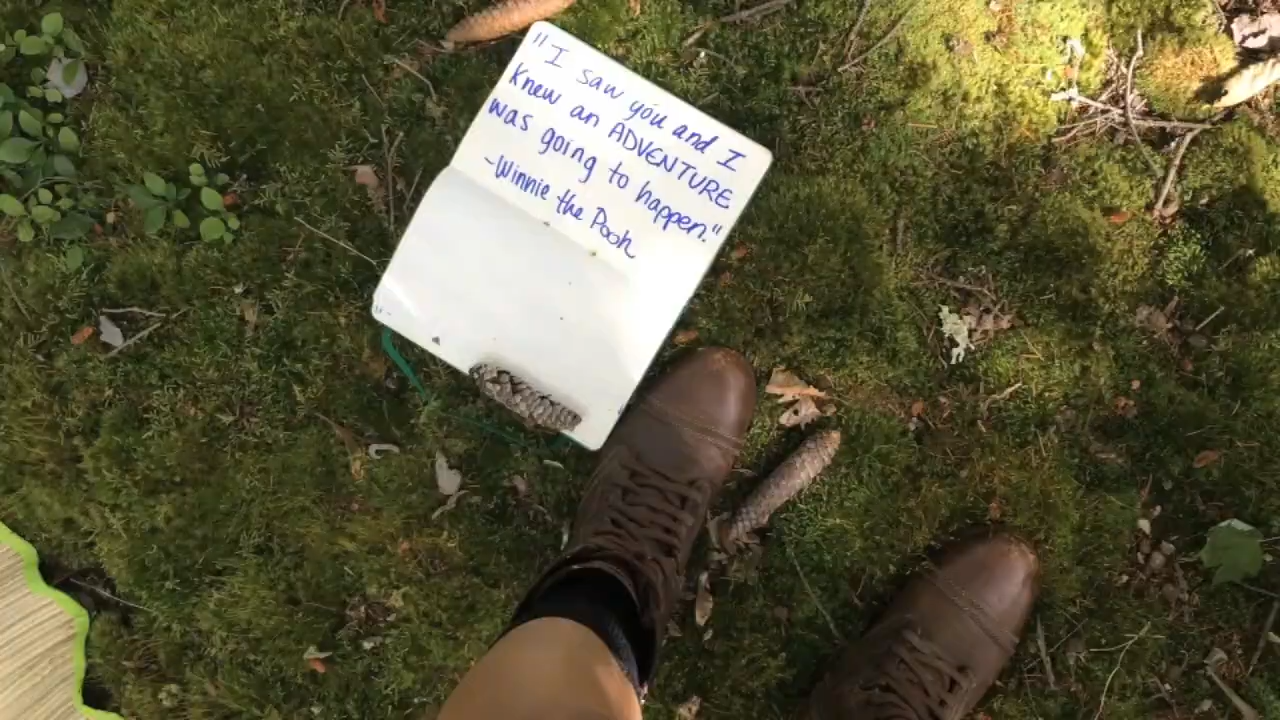 "I saw you and I
knew an ADVENTURE
was going to happen."
~Winnie the Pooh